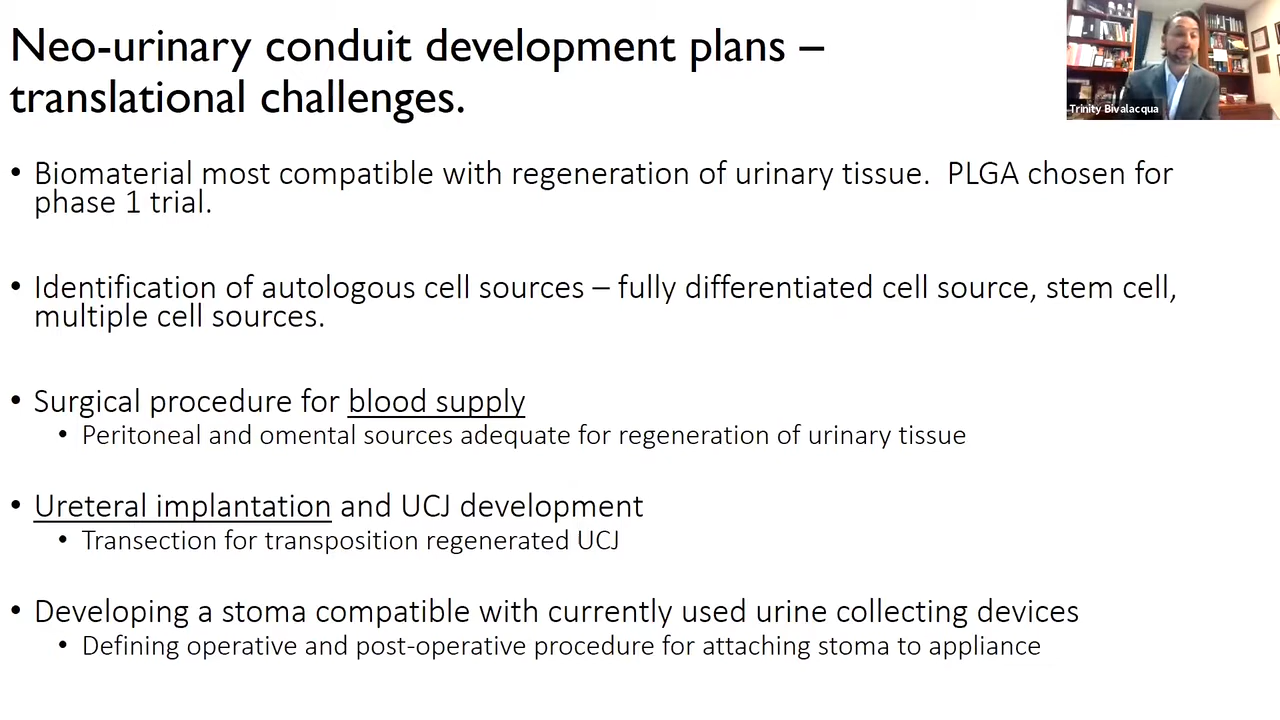 Neo-urinary conduit development plans –
translational challenges.
Trinity Bivalacqua
• Biomaterial most compatible with regeneration of urinary tissue.  PLGA chosen for
phase 1 trial.
• Identification of autologous cell sources – fully differentiated cell source, stem cell,
multiple cell sources.
• Surgical procedure for blood supply
• Peritoneal and omental sources adequate for regeneration of urinary tissue
• Ureteral implantation and UCJ development
• Transection for transposition regenerated UCJ
• Developing a stoma compatible with currently used urine collecting devices
• Defining operative and post-operative procedure for attaching stoma to appliance